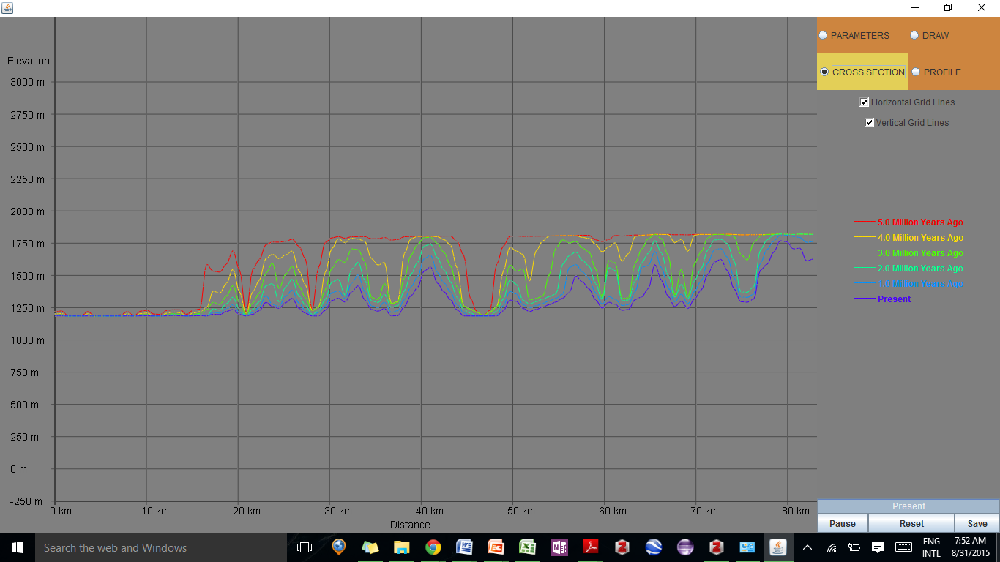 PARAMETERS
DRAW
CROSS SECTION
PROFILE
Horizontal Grid Lines
Vertical Grid Lines
Elevation
3000 m
2750 m
2500 m
2250 m
2000 m
1750 m
1500 m
1250 m
1000 m
750 m
500 m
250 m
0 m
-250 m
0 km
10 km
20 km
30 km
40 km
50 km
60 km
70 km
80 km
Distance
5.0 Million Years Ago
4.0 Million Years Ago
3.0 Million Years Ago
2.0 Million Years Ago
1.0 Million Years Ago
Present
Present
Pause
Reset
Save
Search the web and Windows
ENG
INTL
7:52 AM
8/31/2015